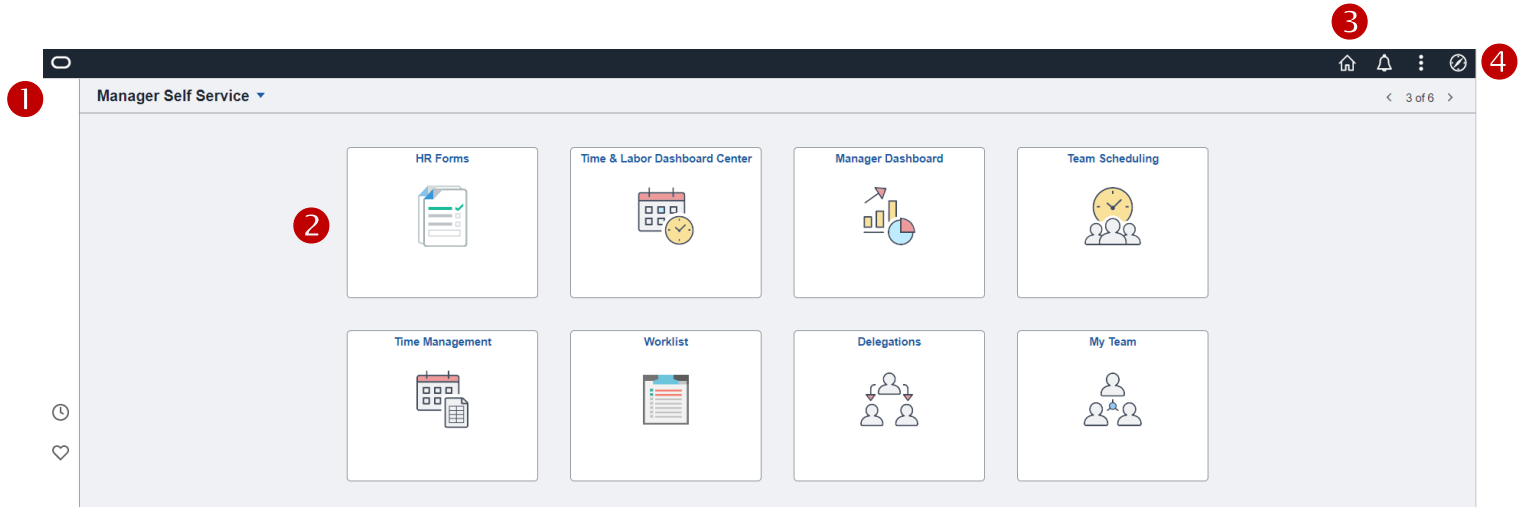 3
4
1
Manager Self Service
3 of 6
HR Forms
Time & Labor Dashboard Center
Manager Dashboard
Team Scheduling
2
Time Management
Worklist
Delegations
My Team